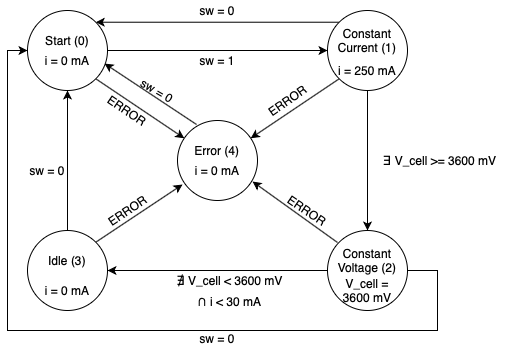 sw = 0
Start (0)
i = 0 mA
sw = 1
Constant
Current (1)
i = 250 mA
sw = 0
ERROR
ERROR
Error (4)
i = 0 mA
∃ V_cell >= 3600 mV
sw = 0
ERROR
ERROR
Idle (3)
i = 0 mA
∄ V_cell < 3600 mV
∩ i < 30 mA
Constant
Voltage (2)
V_cell =
3600 mV
sw = 0